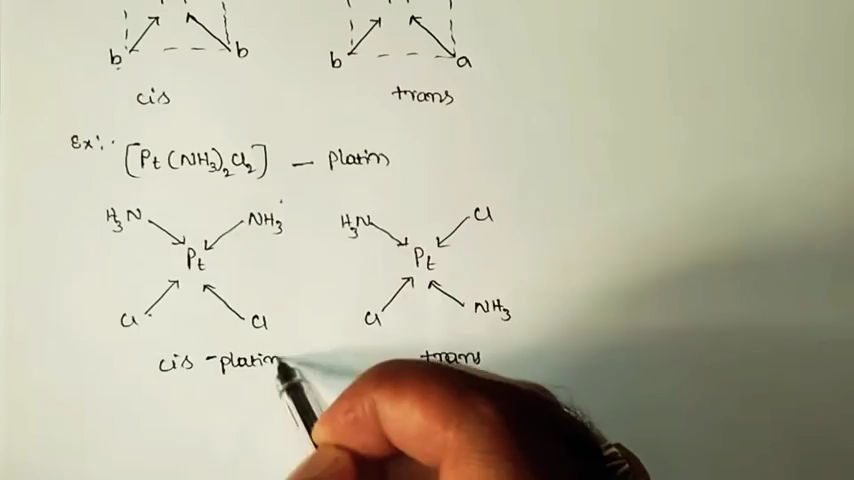 b b b a
cis trans
Ex:- [Pt(NH3)2Cl2] — platin
H3N NH3 H3N Cl
Pt Pt
Cl Cl Cl NH3
cis-platin trans